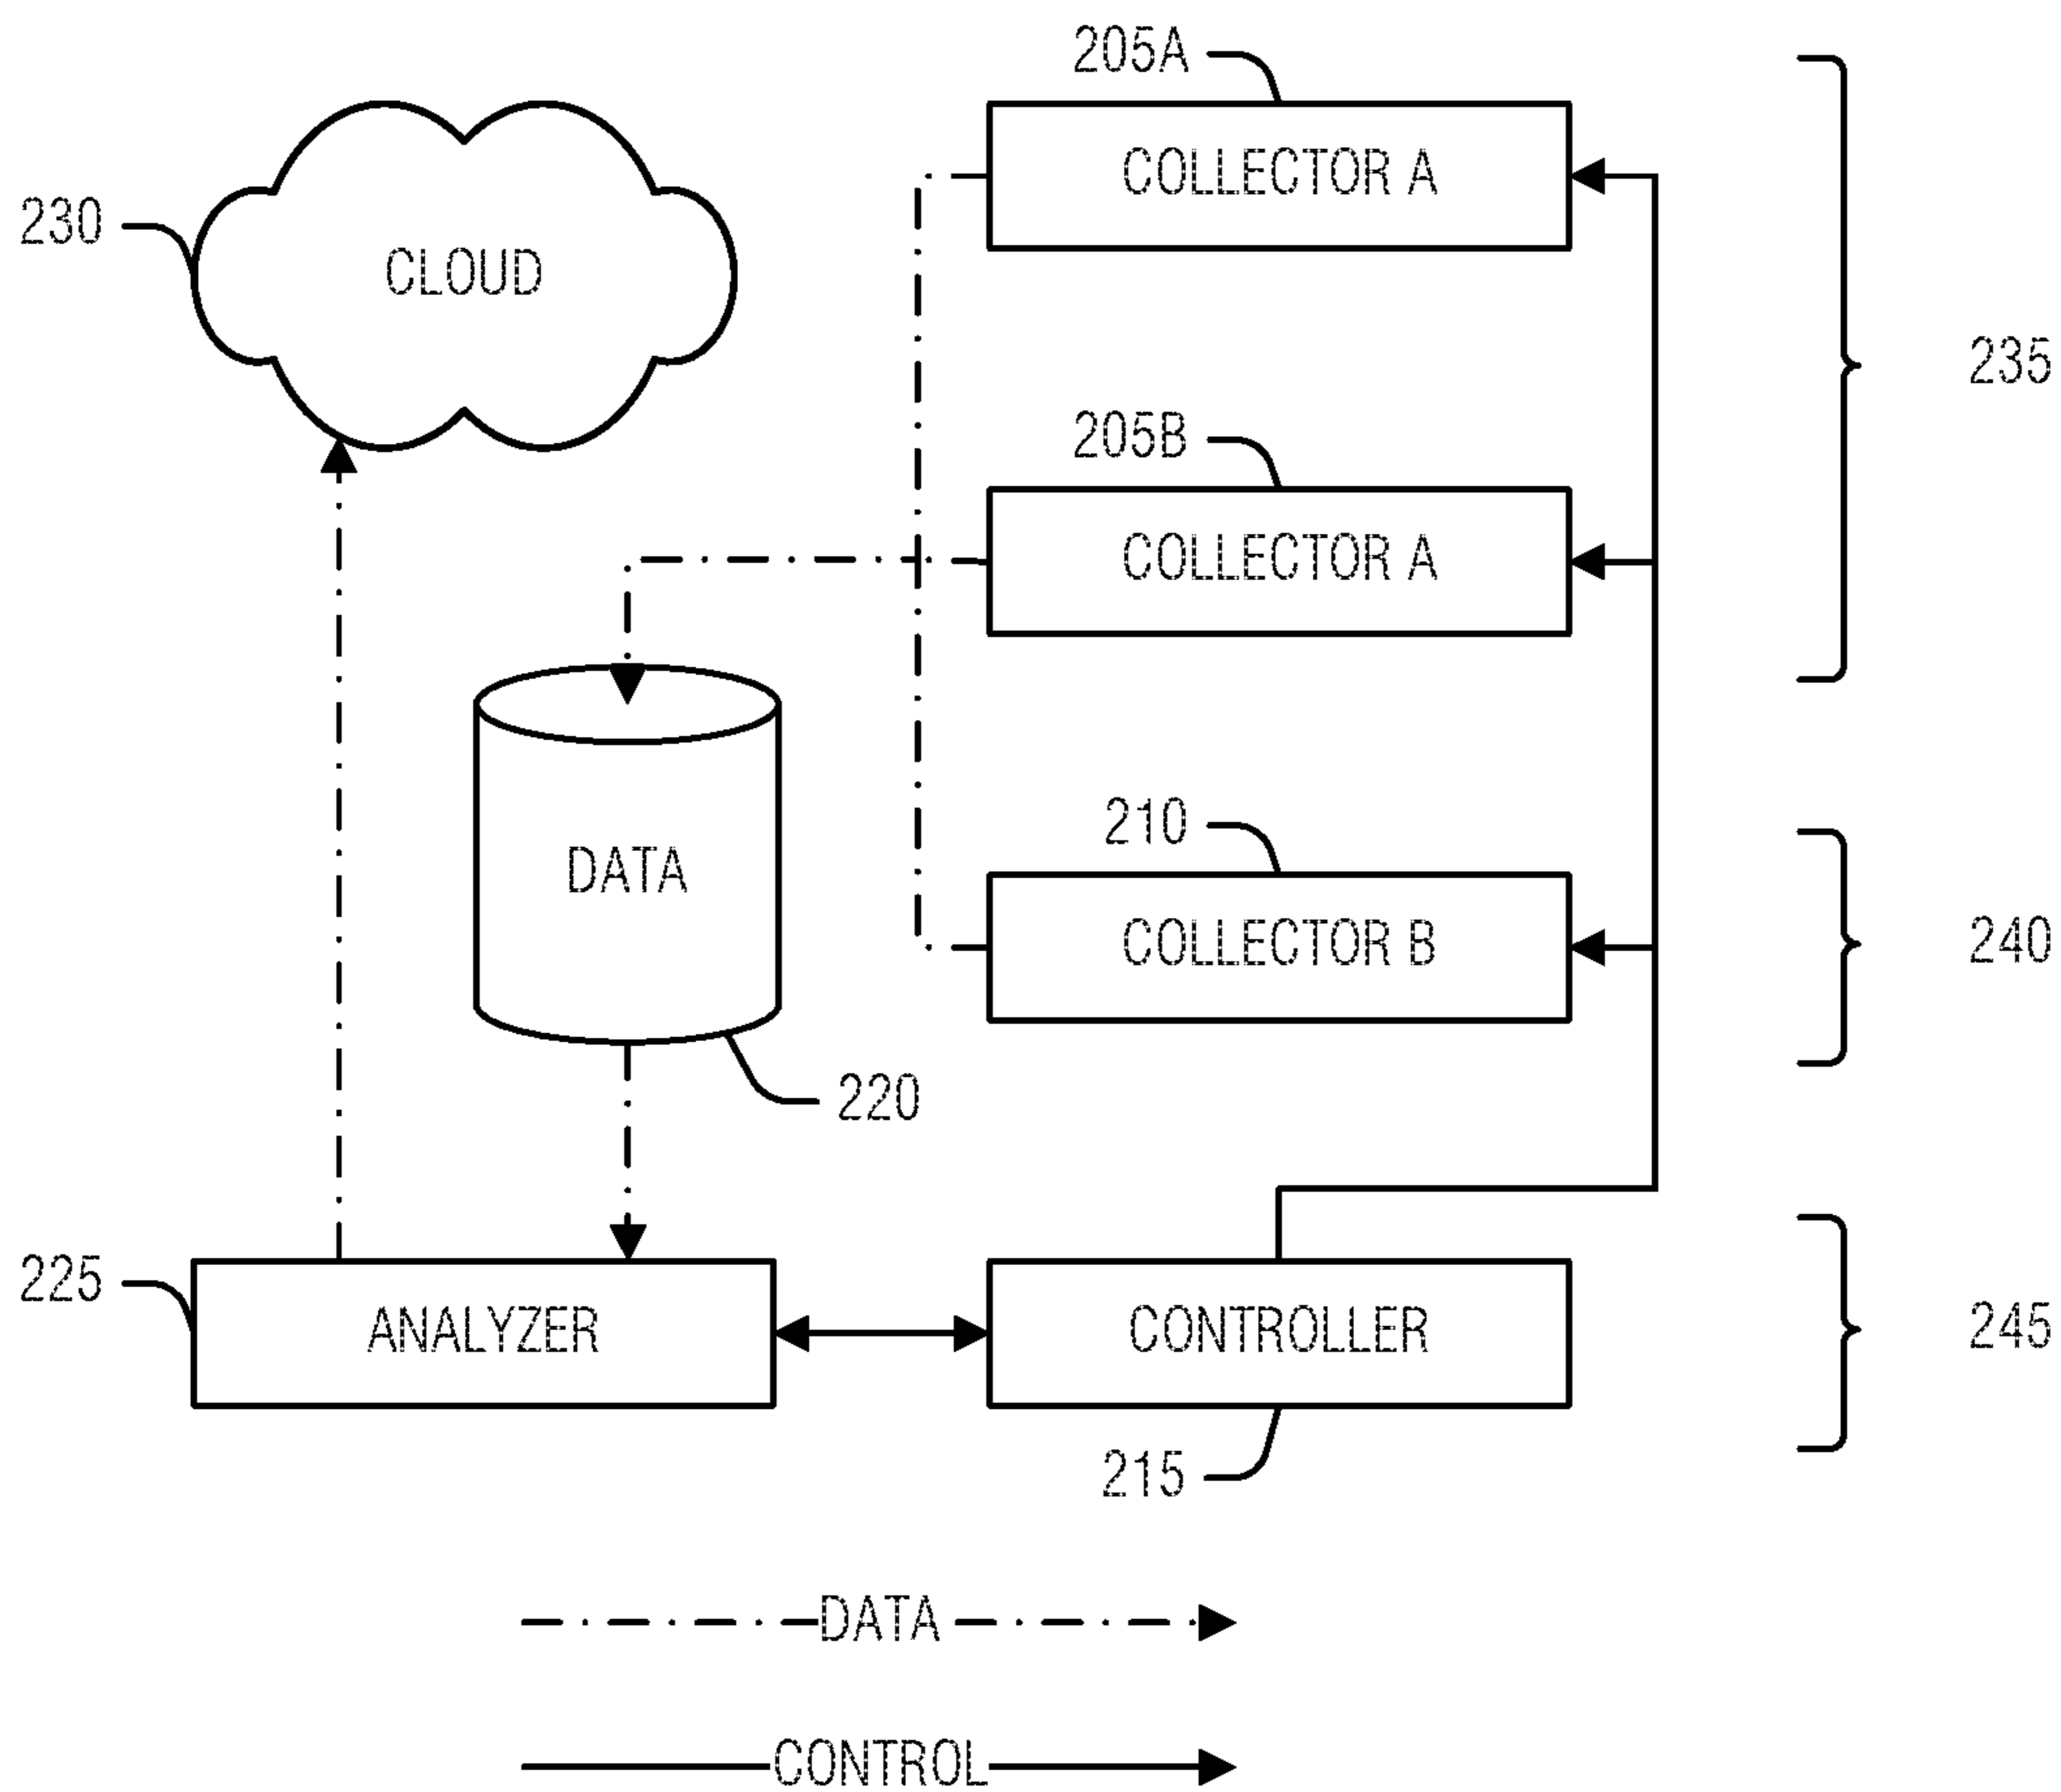 205A
COLLECTOR A
230
CLOUD
235
205B
COLLECTOR A
210
DATA
COLLECTOR B
240
220
225
ANALYZER
CONTROLLER
245
215
DATA
CONTROL